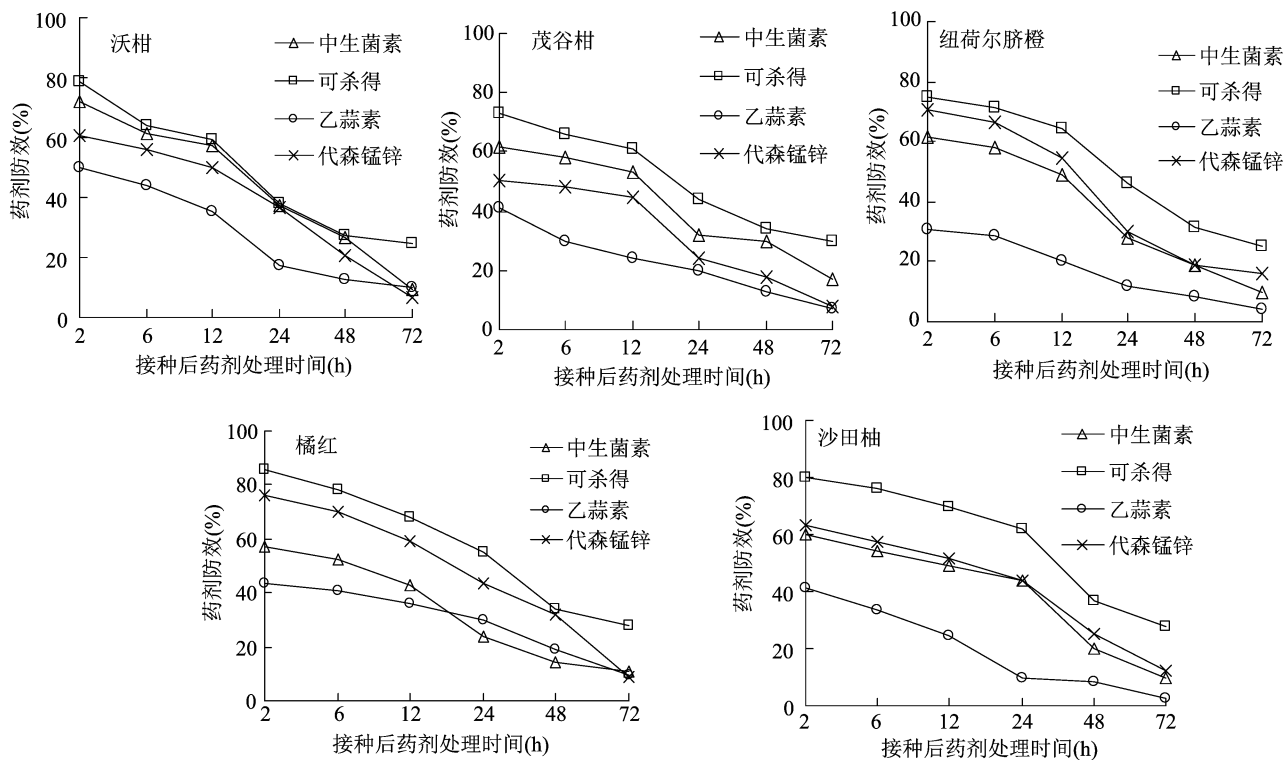 沃柑
中生菌素
可杀得
乙蒜素
代森锰锌
药剂防效(%)
100
80
60
40
20
0
2 6 12 24 48 72
接种后药剂处理时间(h)
茂谷柑
中生菌素
可杀得
乙蒜素
代森锰锌
药剂防效(%)
100
80
60
40
20
0
2 6 12 24 48 72
接种后药剂处理时间(h)
纽荷尔脐橙
中生菌素
可杀得
乙蒜素
代森锰锌
药剂防效(%)
100
80
60
40
20
0
2 6 12 24 48 72
接种后药剂处理时间(h)
橘红
中生菌素
可杀得
乙蒜素
代森锰锌
药剂防效(%)
100
80
60
40
20
0
2 6 12 24 48 72
接种后药剂处理时间(h)
沙田柚
中生菌素
可杀得
乙蒜素
代森锰锌
药剂防效(%)
100
80
60
40
20
0
2 6 12 24 48 72
接种后药剂处理时间(h)